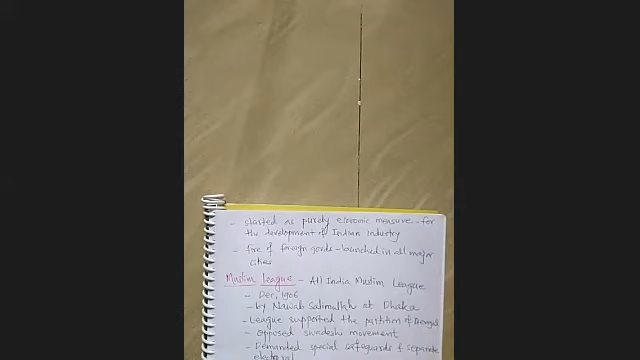 - started as purely economic measure - for
the development of Indian Industry
- fire of foreign goods - launched in all major
cities
Muslim League - All India Muslim League
- Dec, 1906
- by Nawab Salimullah at Dhaka
- League supported the partition of Bengal
- opposed swadeshi movement
- Demanded special safeguards & separate
electoral